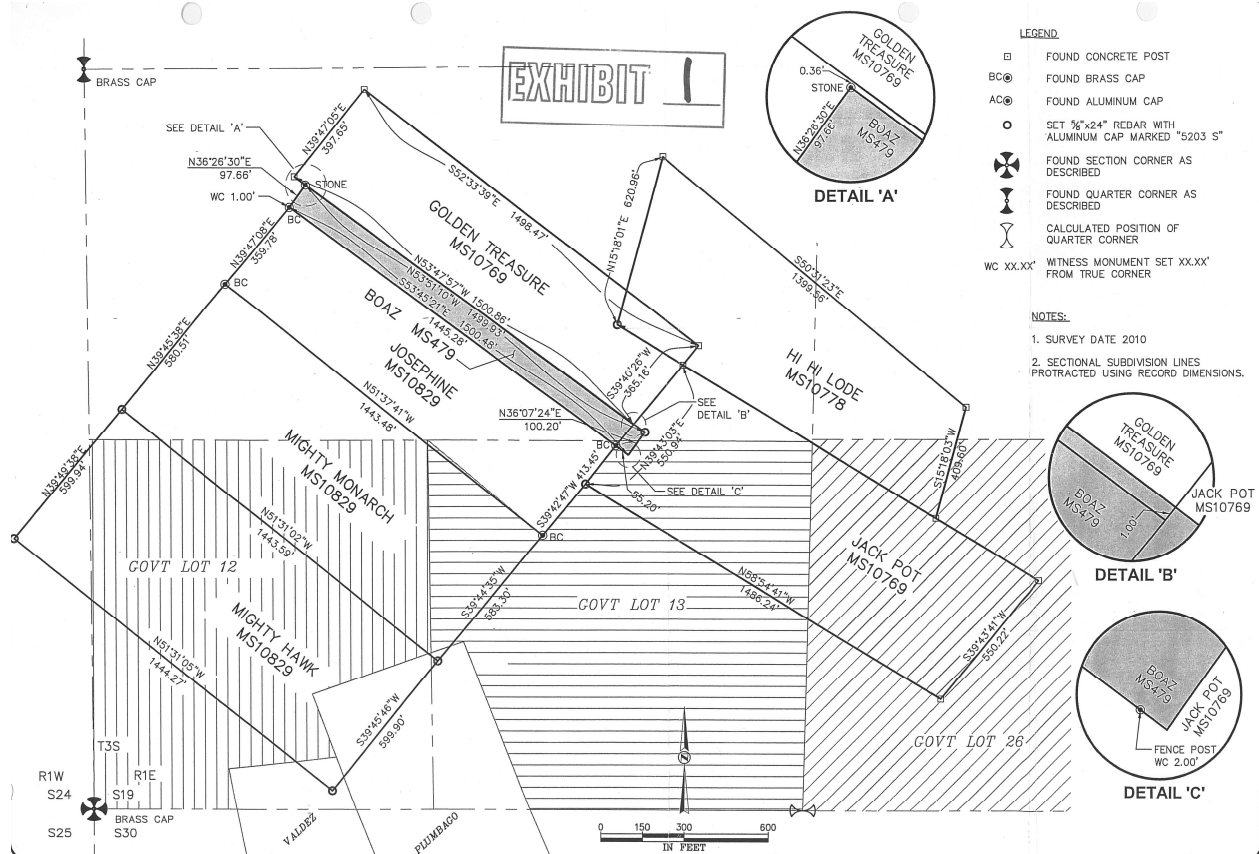 EXHIBIT 1
BRASS CAP
SEE DETAIL 'A'
N39°47'05"E
397.65'
N36°26'30"E
97.66'
WC 1.00'
STONE
BC
N39°47'08"E
359.78'
BC
N39°45'38"E
580.51'
N39°49'38"E
599.94'
S52°33'39"E 1498.47'
GOLDEN TREASURE
MS10769
N53°47'57"W 1500.86'
N53°51'10"W 1499.93'
S53°45'21"E 1500.48'
1445.28'
BOAZ MS479
JOSEPHINE
MS10829
N51°37'41"W
1443.48'
MIGHTY MONARCH
MS10829
N51°31'02"W
1443.59'
GOVT LOT 12
MIGHTY HAWK
MS10829
N51°31'05"W
1444.27'
N15°18'01"E 620.96'
S50°31'23"E
1399.56'
HI HI LODE
MS10778
S39°40'26"W
365.16'
SEE
DETAIL 'B'
N36°07'24"E
100.20'
BC
N39°43'03"E
550.94'
SEE DETAIL 'C'
55.20'
S39°42'47"W 413.45'
BC
S15°18'03"W
409.60'
JACK POT
MS10769
N58°54'41"W
1486.24'
S39°43'41"W
550.22'
S39°44'35"W
583.30'
GOVT LOT 13
S39°45'46"W
599.90'
GOVT LOT 26
T3S
R1W R1E
S24 S19
BRASS CAP
S25 S30
VALDEZ
PLUMBAGO
N
0 150 300 600
IN FEET
GOLDEN
TREASURE
MS10769
0.36'
STONE
N36°26'30"E
97.66'
BOAZ
MS479
DETAIL 'A'
LEGEND
FOUND CONCRETE POST
BC FOUND BRASS CAP
AC FOUND ALUMINUM CAP
SET ⅝"x24" REBAR WITH
ALUMINUM CAP MARKED "5203 S"
FOUND SECTION CORNER AS
DESCRIBED
FOUND QUARTER CORNER AS
DESCRIBED
CALCULATED POSITION OF
QUARTER CORNER
WC XX.XX' WITNESS MONUMENT SET XX.XX'
FROM TRUE CORNER
NOTES:
1. SURVEY DATE 2010
2. SECTIONAL SUBDIVISION LINES
PROTRACTED USING RECORD DIMENSIONS.
GOLDEN
TREASURE
MS10769
BOAZ
MS479
1.00'
JACK POT
MS10769
DETAIL 'B'
BOAZ
MS479
JACK POT
MS10769
FENCE POST
WC 2.00'
DETAIL 'C'